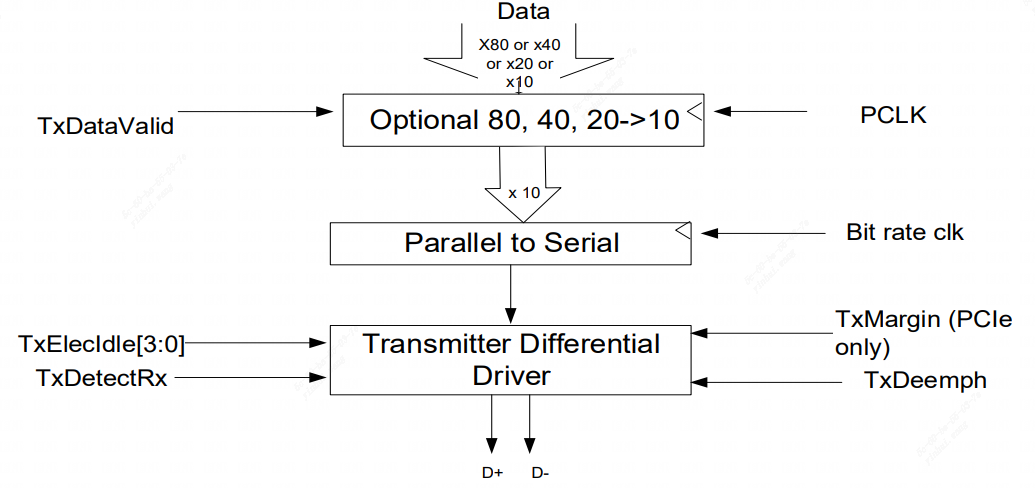 Data
X80 or x40
or x20 or
x10
Optional 80, 40, 20->10
TxDataValid
PCLK
x 10
Parallel to Serial
Bit rate clk
TxElecIdle[3:0]
TxDetectRx
Transmitter Differential
Driver
TxMargin (PCIe
only)
TxDeemph
D+
D-